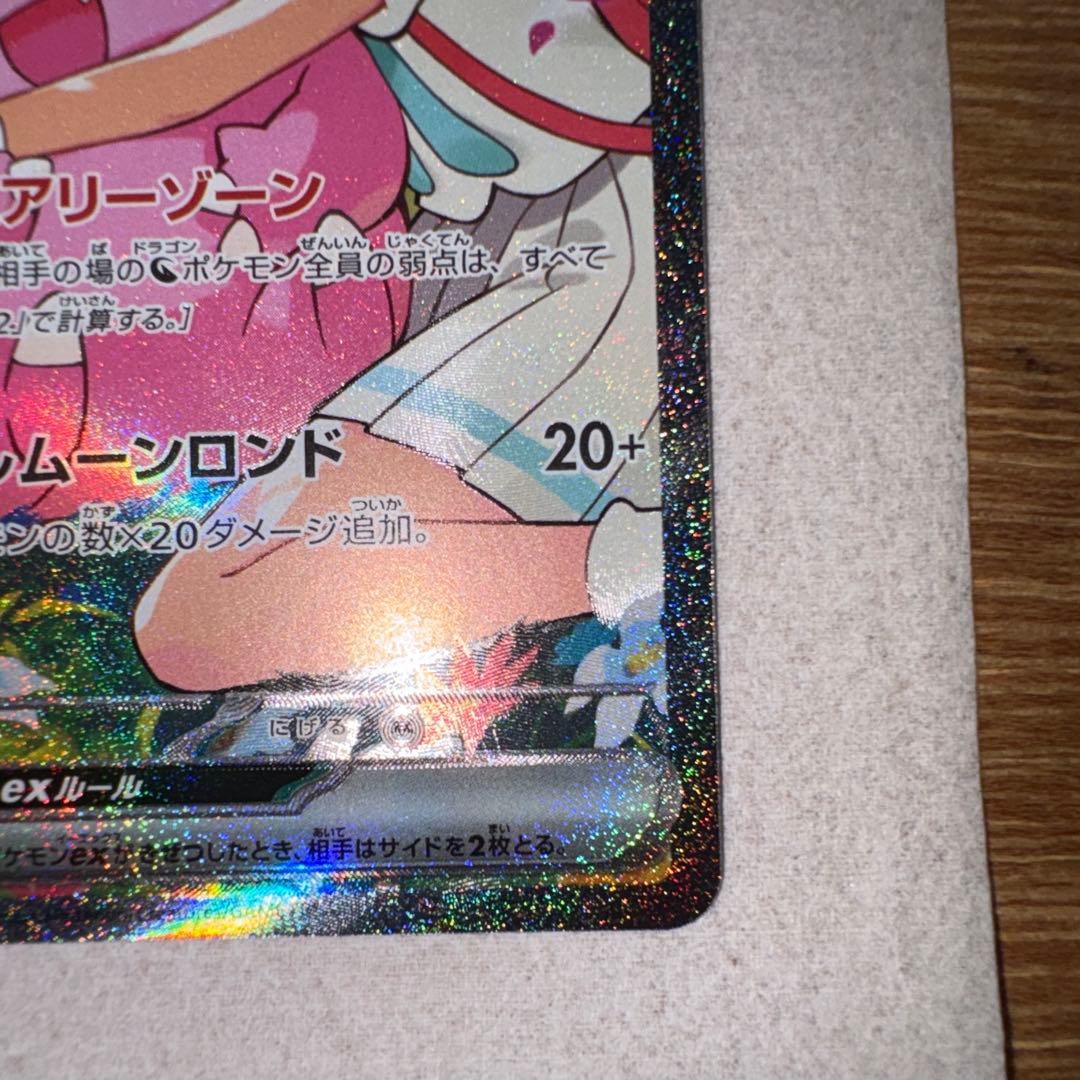 アリーゾーン
相手の場のポケモン全員の弱点は、すべて
2」で計算する。]
ムーンロンド 20+
ンの数×20ダメージ追加。
にげる
exルール
ケモンexがきぜつしたとき、相手はサイドを2枚とる。